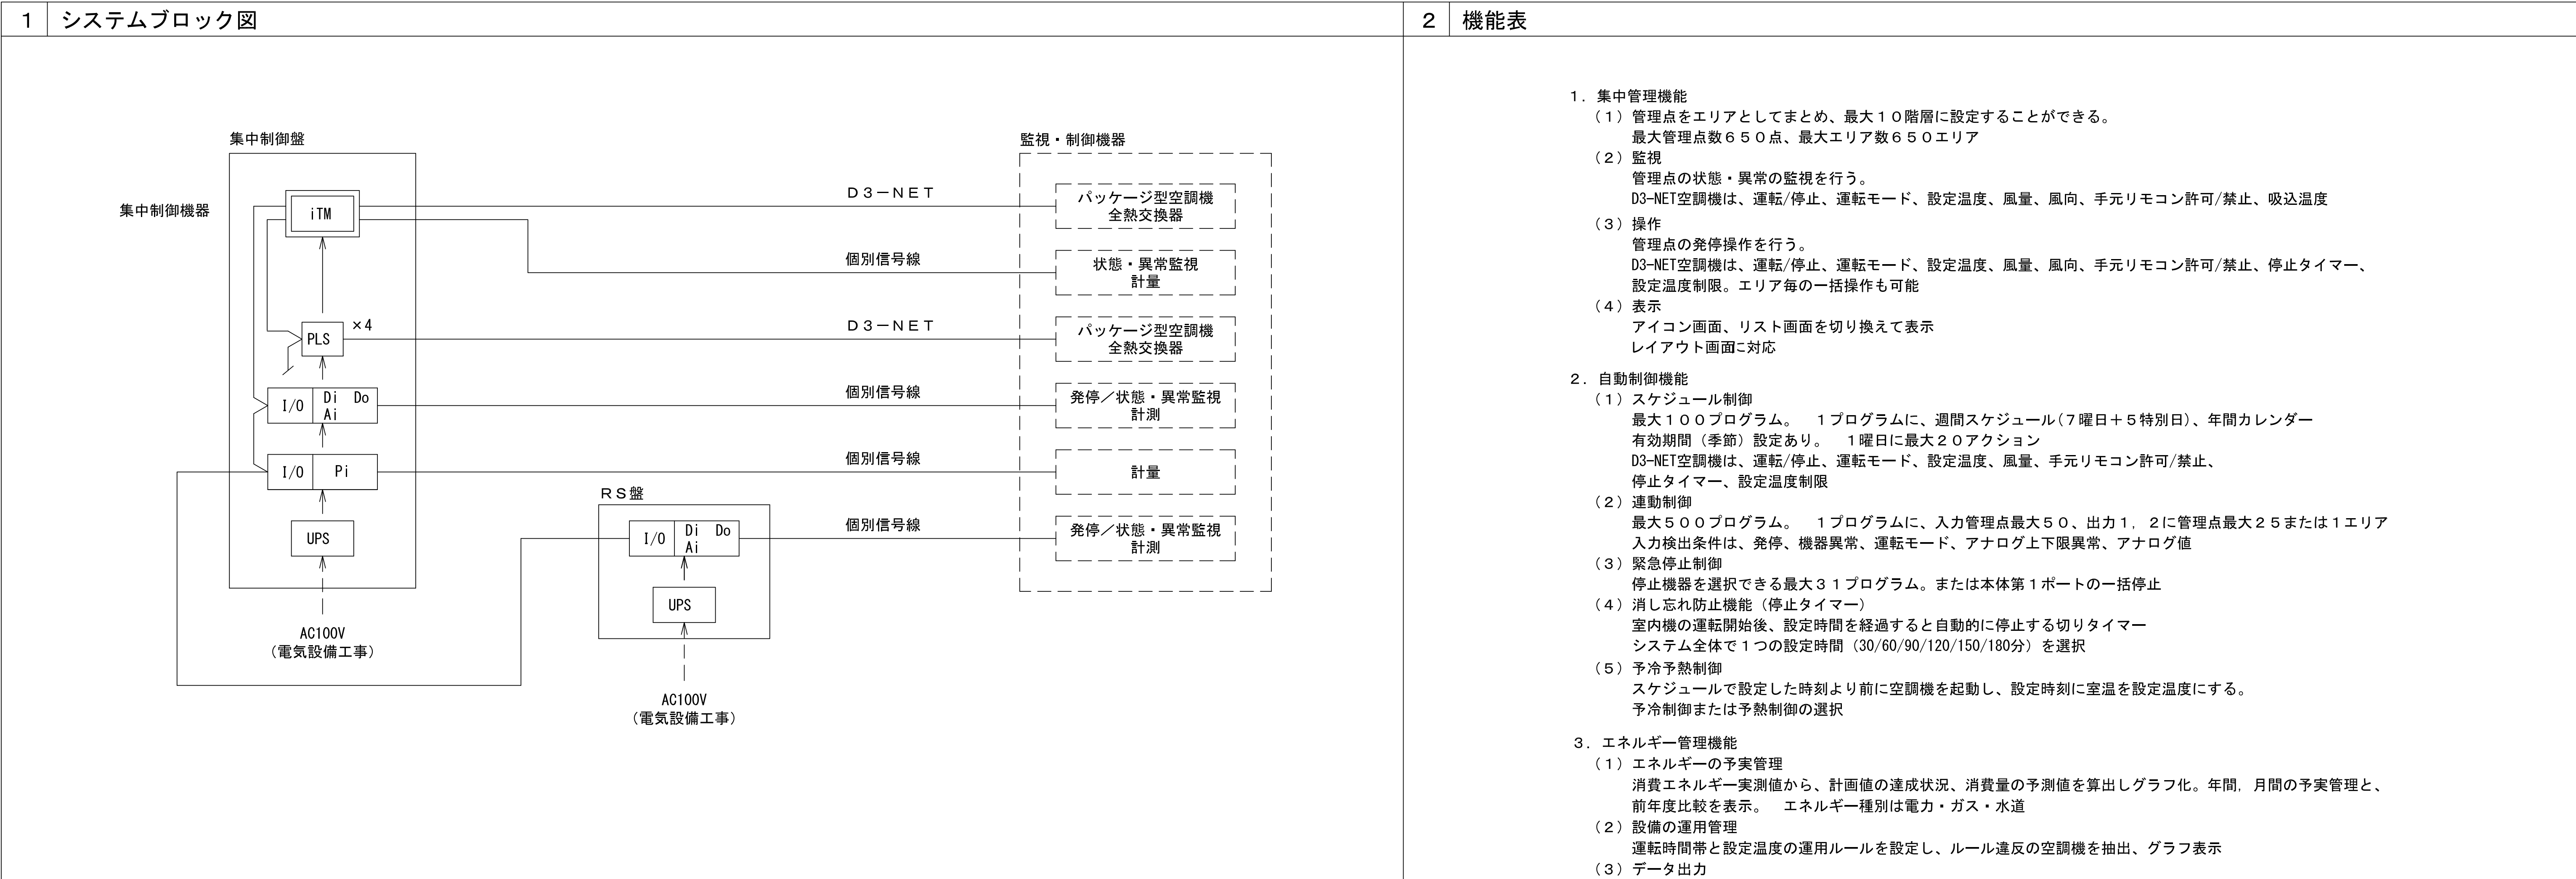 1 システムブロック図
集中制御盤
集中制御機器
iTM
PLS
×4
I/O
Di Do
Ai
I/O
Pi
UPS
AC100V
（電気設備工事）
RS盤
I/O
Di Do
Ai
UPS
AC100V
（電気設備工事）
D3-NET
個別信号線
D3-NET
個別信号線
個別信号線
個別信号線
監視・制御機器
パッケージ型空調機
全熱交換器
状態・異常監視
計量
パッケージ型空調機
全熱交換器
発停／状態・異常監視
計測
計量
発停／状態・異常監視
計測
2 機能表
1．集中管理機能
（１）管理点をエリアとしてまとめ、最大１０階層に設定することができる。
最大管理点数６５０点、最大エリア数６５０エリア
（２）監視
管理点の状態・異常の監視を行う。
D3-NET空調機は、運転/停止、運転モード、設定温度、風量、風向、手元リモコン許可/禁止、吸込温度
（３）操作
管理点の発停操作を行う。
D3-NET空調機は、運転/停止、運転モード、設定温度、風量、風向、手元リモコン許可/禁止、停止タイマー、
設定温度制限。エリア毎の一括操作も可能
（４）表示
アイコン画面、リスト画面を切り換えて表示
レイアウト画面に対応
2．自動制御機能
（１）スケジュール制御
最大１００プログラム。　１プログラムに、週間スケジュール(７曜日＋５特別日)、年間カレンダー
有効期間（季節）設定あり。　１曜日に最大２０アクション
D3-NET空調機は、運転/停止、運転モード、設定温度、風量、手元リモコン許可/禁止、
停止タイマー、設定温度制限
（２）連動制御
最大５００プログラム。　１プログラムに、入力管理点最大５０、出力１，２に管理点最大２５または１エリア
入力検出条件は、発停、機器異常、運転モード、アナログ上下限異常、アナログ値
（３）緊急停止制御
停止機器を選択できる最大３１プログラム。または本体第１ポートの一括停止
（４）消し忘れ防止機能（停止タイマー）
室内機の運転開始後、設定時間を経過すると自動的に停止する切りタイマー
システム全体で１つの設定時間（30/60/90/120/150/180分）を選択
（５）予冷予熱制御
スケジュールで設定した時刻より前に空調機を起動し、設定時刻に室温を設定温度にする。
予冷制御または予熱制御の選択
3．エネルギー管理機能
（１）エネルギーの予実管理
消費エネルギー実測値から、計画値の達成状況、消費量の予測値を算出しグラフ化。年間，月間の予実管理と、
前年度比較を表示。　エネルギー種別は電力・ガス・水道
（２）設備の運用管理
運転時間帯と設定温度の運用ルールを設定し、ルール違反の空調機を抽出、グラフ表示
（３）データ出力